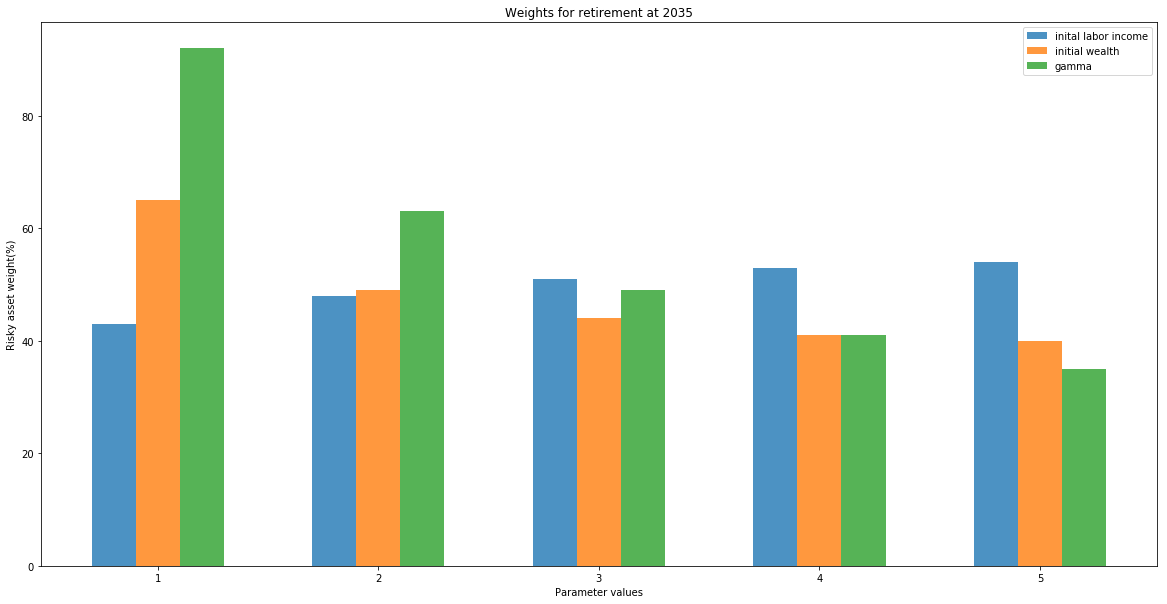 Weights for retirement at 2035
inital labor income
initial wealth
gamma
Risky asset weight(%)
80
60
40
20
0
1 2 3 4 5
Parameter values